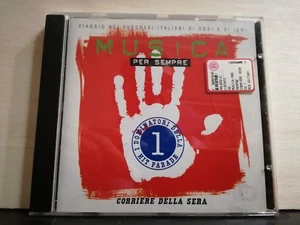 VIAGGIO NEI SUCCESSI ITALIANI DI OGGI E DI IERI
MUSICA
PER SEMPRE
I DOMINATORI DELLA
1
HIT PARADE
CORRIERE DELLA SERA